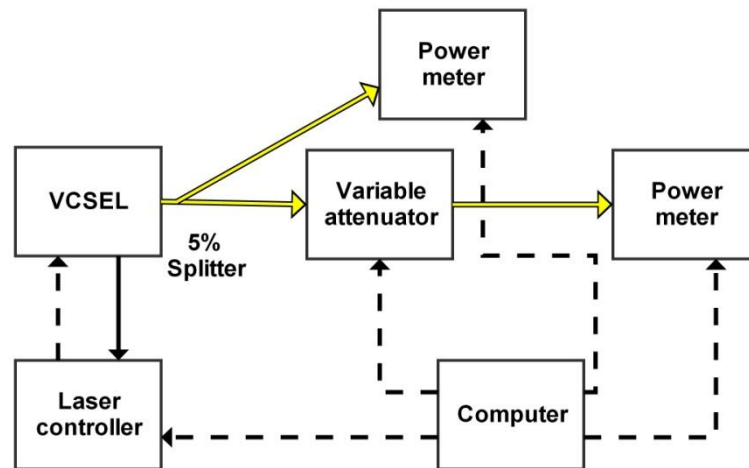 Power
meter
VCSEL
Variable
attenuator
Power
meter
5%
Splitter
Laser
controller
Computer